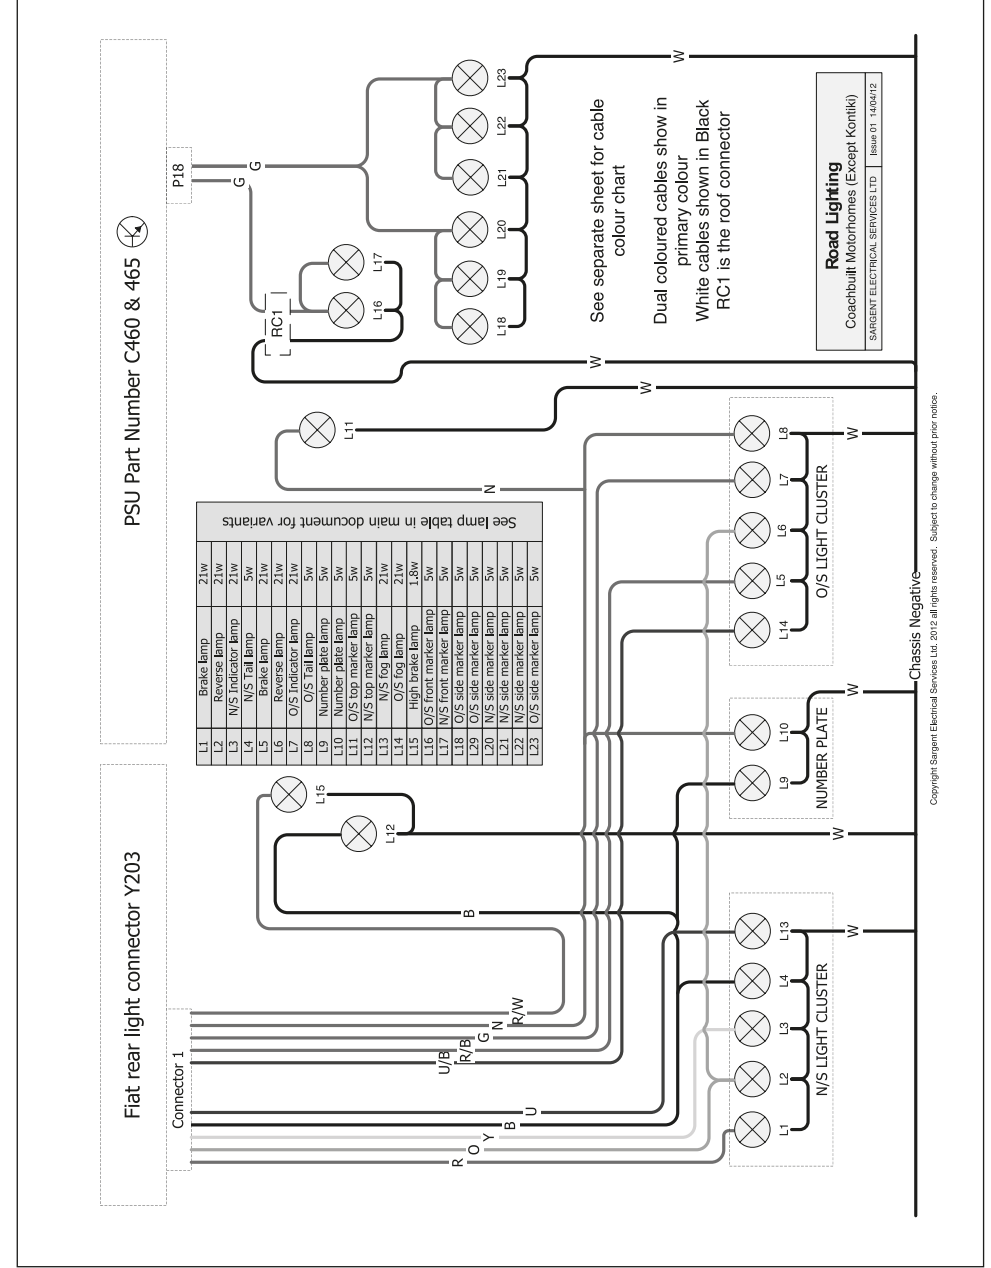 Fiat rear light connector Y203
PSU Part Number C460 & 465
Connector 1
P18
L1 Brake lamp 21w
L2 Reverse lamp 21w
L3 N/S Indicator lamp 21w
L4 N/S Tail lamp 5w
L5 Brake lamp 21w
L6 Reverse lamp 21w
L7 O/S Indicator lamp 21w
L8 O/S Tail lamp 5w
L9 Number plate lamp 5w
L10 Number plate lamp 5w
L11 O/S top marker lamp 5w
L12 N/S top marker lamp 5w
L13 N/S fog lamp 21w
L14 O/S fog lamp 21w
L15 High brake lamp 1.8w
L16 O/S front marker lamp 5w
L17 N/S front marker lamp 5w
L18 O/S side marker lamp 5w
L29 O/S side marker lamp 5w
L20 N/S side marker lamp 5w
L21 N/S side marker lamp 5w
L22 N/S side marker lamp 5w
L23 O/S side marker lamp 5w
See lamp table in main document for variants
G
G
RC1
L15
L12
L11
L16
L17
L18
L19
L20
L21
L22
L23
R
O
Y
B
U
U/B
R/B
G
N
R/W
B
N
W
W
W
See separate sheet for cable
colour chart
Dual coloured cables show in
primary colour
White cables shown in Black
RC1 is the roof connector
L1
L2
L3
L4
L13
N/S LIGHT CLUSTER
L9
L10
NUMBER PLATE
L14
L5
L6
L7
L8
O/S LIGHT CLUSTER
W
W
W
W
Road Lighting
Coachbuilt Motorhomes (Except Kontiki)
SARGENT ELECTRICAL SERVICES LTD
Issue 01 14/04/12
Chassis Negative
Copyright Sargent Electrical Services Ltd. 2012 all rights reserved. Subject to change without prior notice.